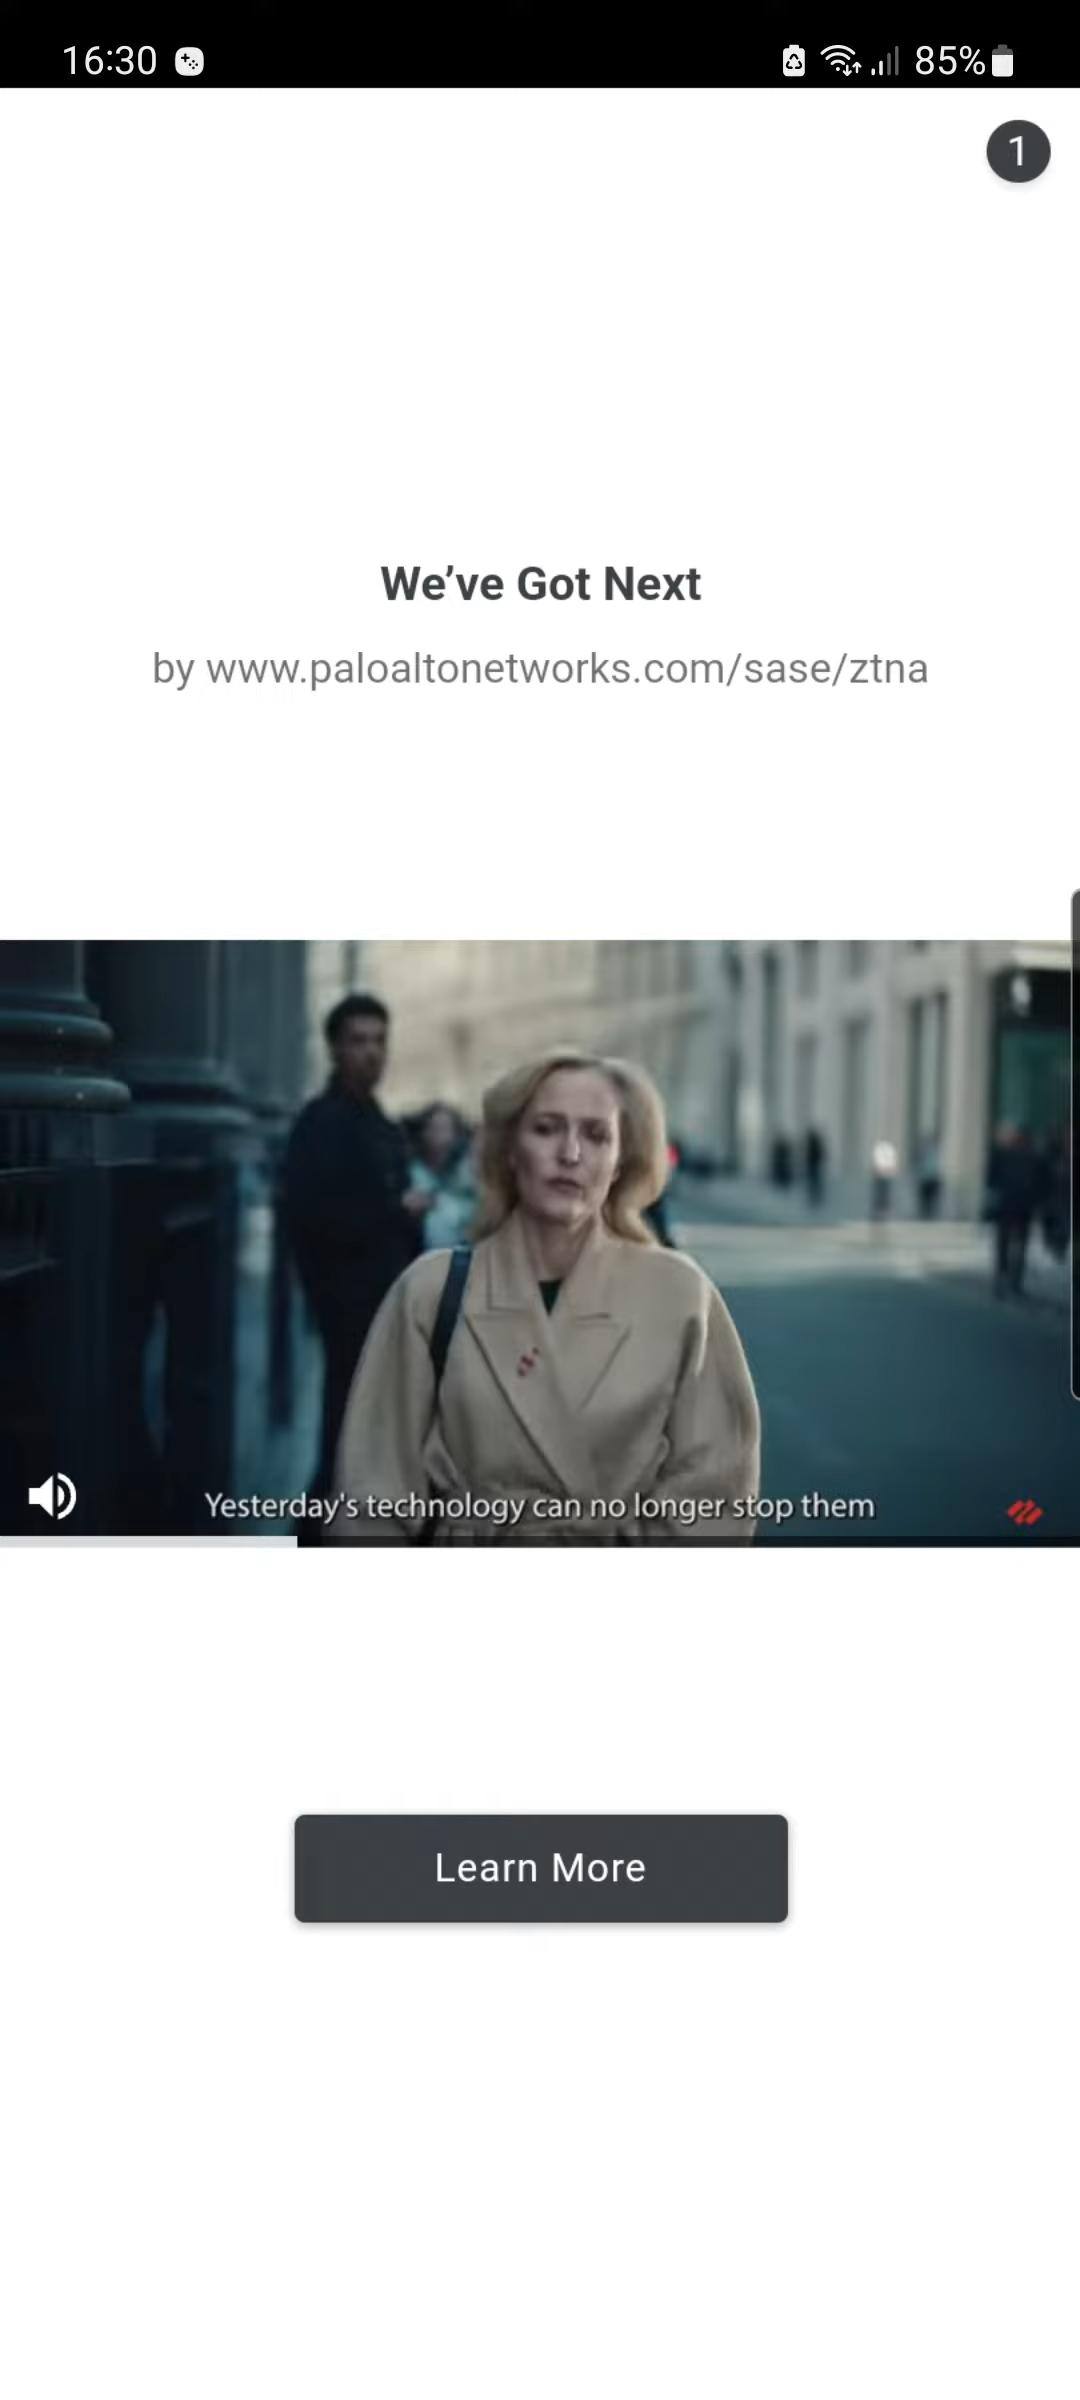 16:30
85%
1
We’ve Got Next
by www.paloaltonetworks.com/sase/ztna
Yesterday's technology can no longer stop them
Learn More